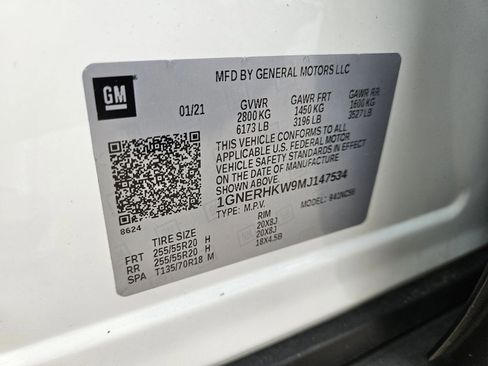 MFD BY GENERAL MOTORS LLC
GM
01/21
GVWR GAWR FRT GAWR RR
2800 KG 1450 KG 1600 KG
6173 LB 3196 LB 3527 LB
THIS VEHICLE CONFORMS TO ALL
APPLICABLE U.S. FEDERAL MOTOR
VEHICLE SAFETY STANDARDS IN EFFECT
ON THE DATE OF MANUFACTURE
1GNERHKW9MJ147534
8624
TYPE: M.P.V. MODEL:
TIRE SIZE RIM
FRT 255/55R20 H 20X8J
RR 255/55R20 H 20X8J
SPA T135/70R18 M 18X4.5B